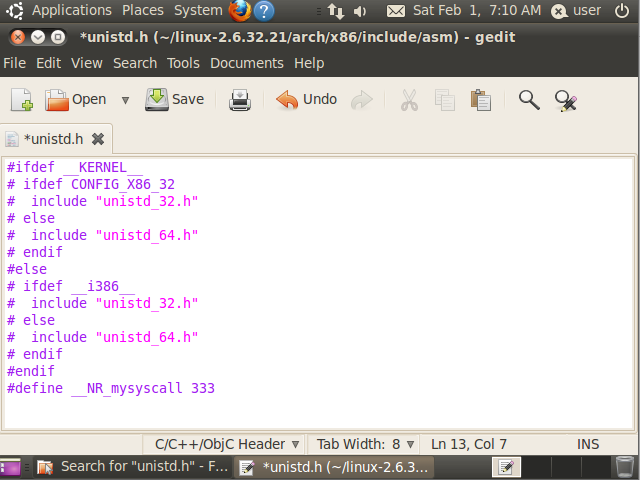 Applications Places System ? Sat Feb 1, 7:10 AM user
*unistd.h (~/linux-2.6.32.21/arch/x86/include/asm) - gedit
File Edit View Search Tools Documents Help
Open Save Undo
*unistd.h
#ifdef __KERNEL__
# ifdef CONFIG_X86_32
#  include "unistd_32.h"
# else
#  include "unistd_64.h"
# endif
#else
# ifdef __i386__
#  include "unistd_32.h"
# else
#  include "unistd_64.h"
# endif
#endif
#define __NR_mysyscall 333
C/C++/ObjC Header Tab Width: 8 Ln 13, Col 7 INS
Search for "unistd.h" - F... *unistd.h (~/linux-2.6.3...